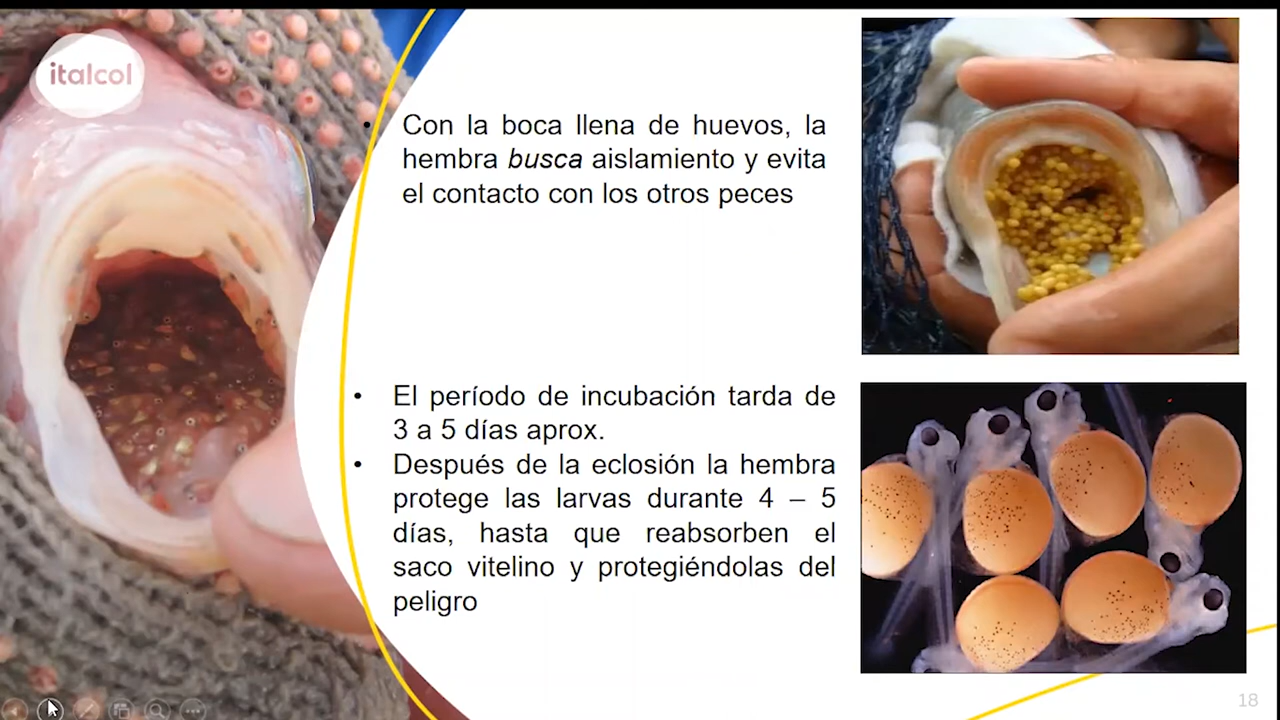 italcol
• Con la boca llena de huevos, la
hembra busca aislamiento y evita
el contacto con los otros peces
• El período de incubación tarda de
3 a 5 días aprox.
• Después de la eclosión la hembra
protege las larvas durante 4 – 5
días, hasta que reabsorben el
saco vitelino y protegiéndolas del
peligro
18